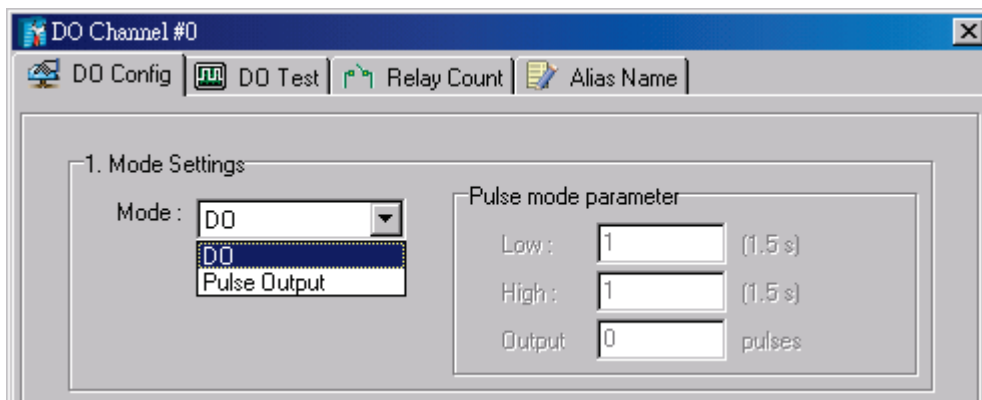 DO Channel #0
DO Config DO Test Relay Count Alias Name
1. Mode Settings
Mode : DO
DO
Pulse Output
Pulse mode parameter
Low : 1 (1.5 s)
High : 1 (1.5 s)
Output 0 pulses